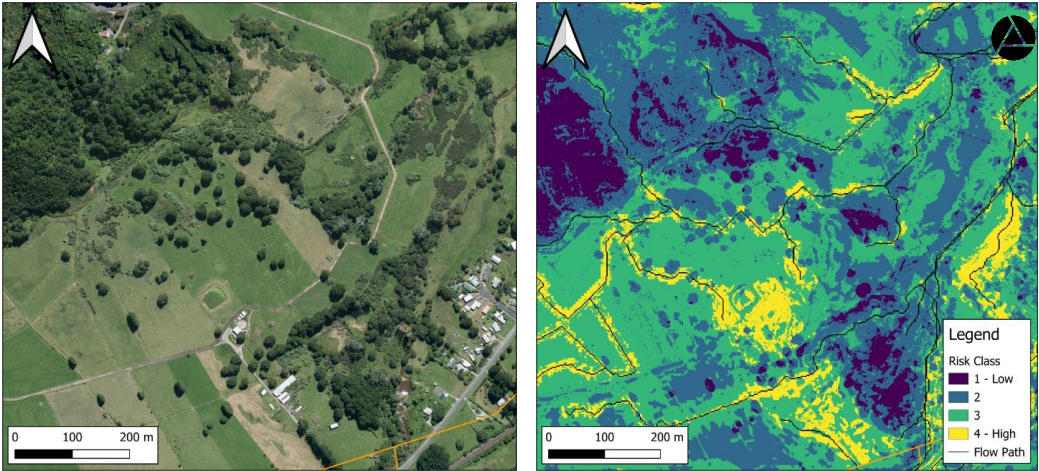 0 100 200 m
0 100 200 m
Legend
Risk Class
1 - Low
2
3
4 - High
Flow Path